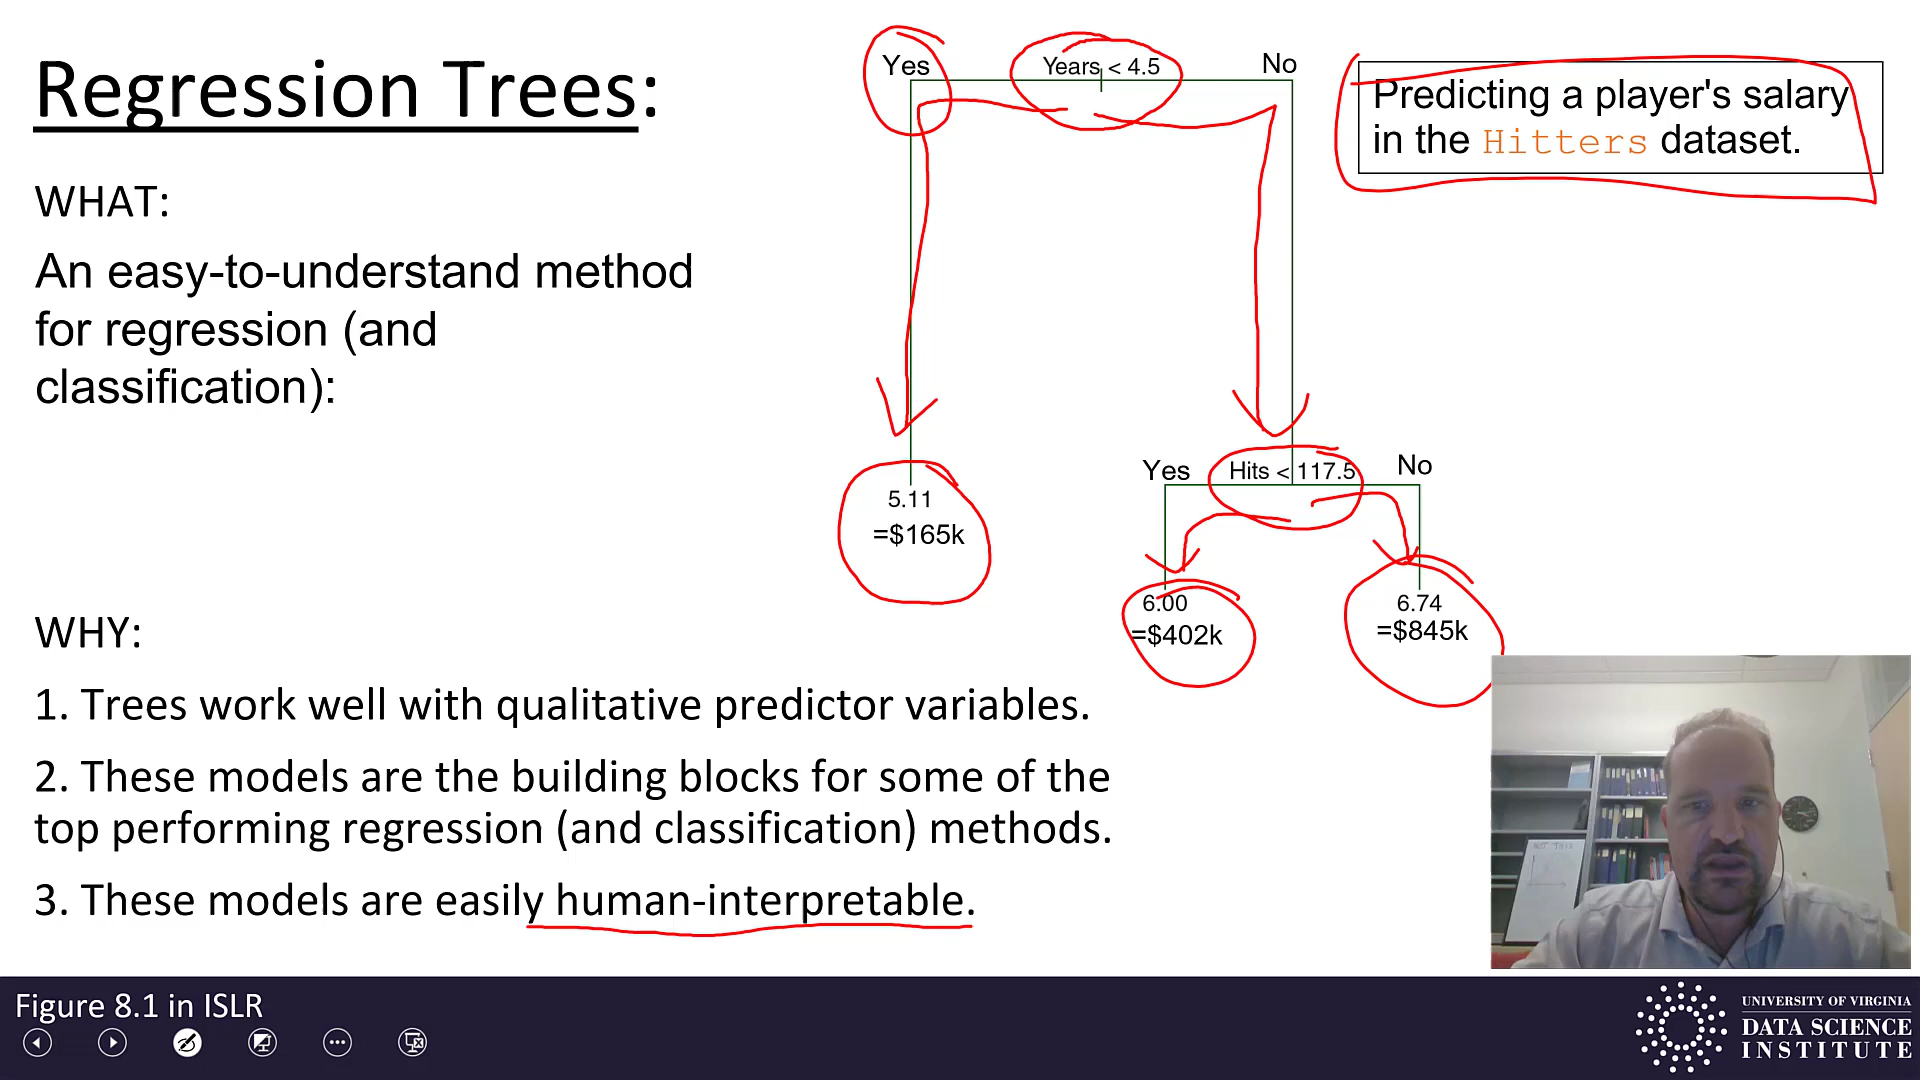 Regression Trees:
WHAT:
An easy-to-understand method
for regression (and
classification):
Yes
Years < 4.5
No
Predicting a player's salary
in the Hitters dataset.
Yes
Hits < 117.5
No
5.11
=$165k
6.00
=$402k
6.74
=$845k
WHY:
1. Trees work well with qualitative predictor variables.
2. These models are the building blocks for some of the
top performing regression (and classification) methods.
3. These models are easily human-interpretable.
Figure 8.1 in ISLR
UNIVERSITY OF VIRGINIA
DATA SCIENCE
INSTITUTE